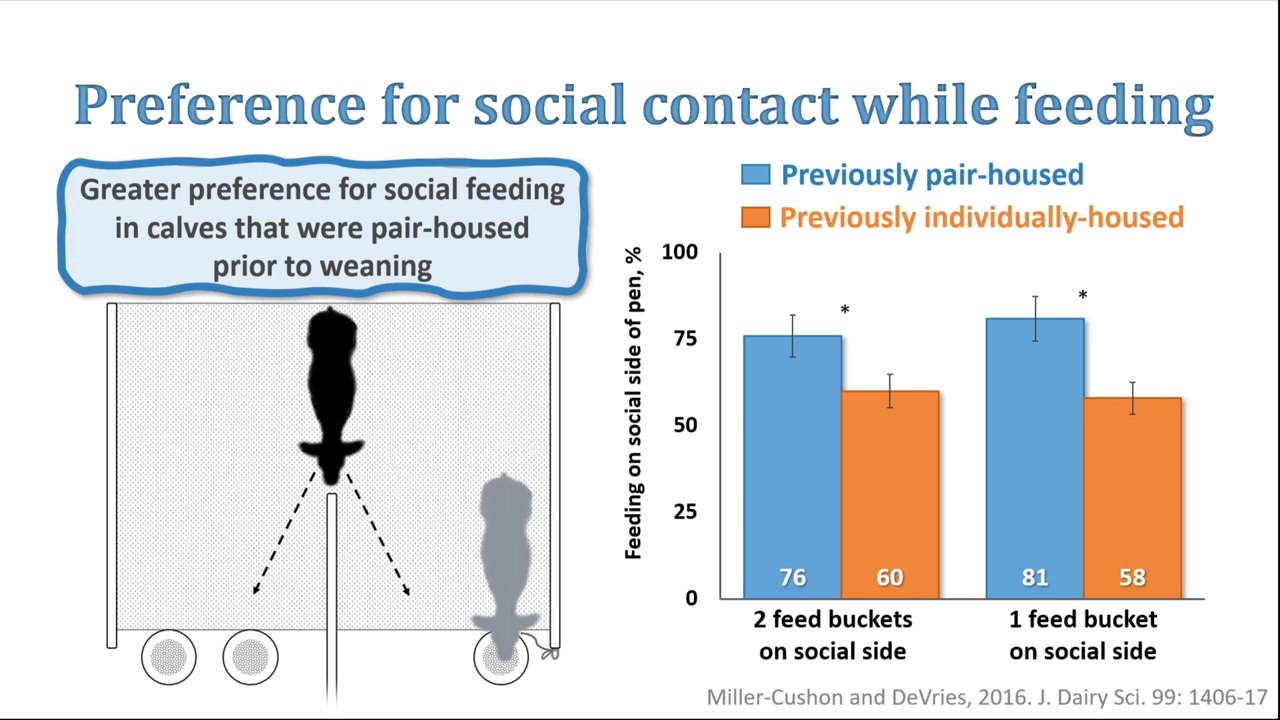 Preference for social contact while feeding
Greater preference for social feeding
in calves that were pair-housed
prior to weaning
Previously pair-housed
Previously individually-housed
Feeding on social side of pen, %
100
75
50
25
0
*
*
76
60
81
58
2 feed buckets
on social side
1 feed bucket
on social side
Miller-Cushon and DeVries, 2016. J. Dairy Sci. 99: 1406-17